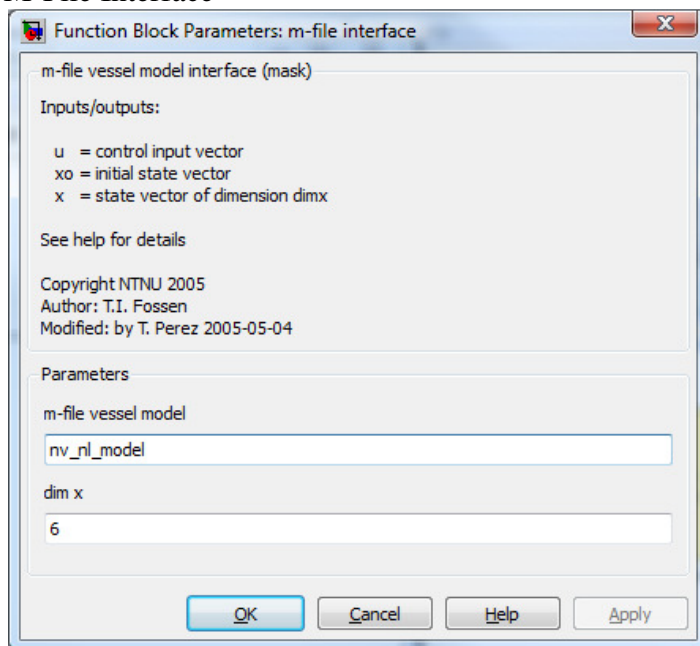 M-File Interface
Function Block Parameters: m-file interface
m-file vessel model interface (mask)
Inputs/outputs:
u = control input vector
xo = initial state vector
x = state vector of dimension dimx
See help for details
Copyright NTNU 2005
Author: T.I. Fossen
Modified: by T. Perez 2005-05-04
Parameters
m-file vessel model
nv_nl_model
dim x
6
OK Cancel Help Apply